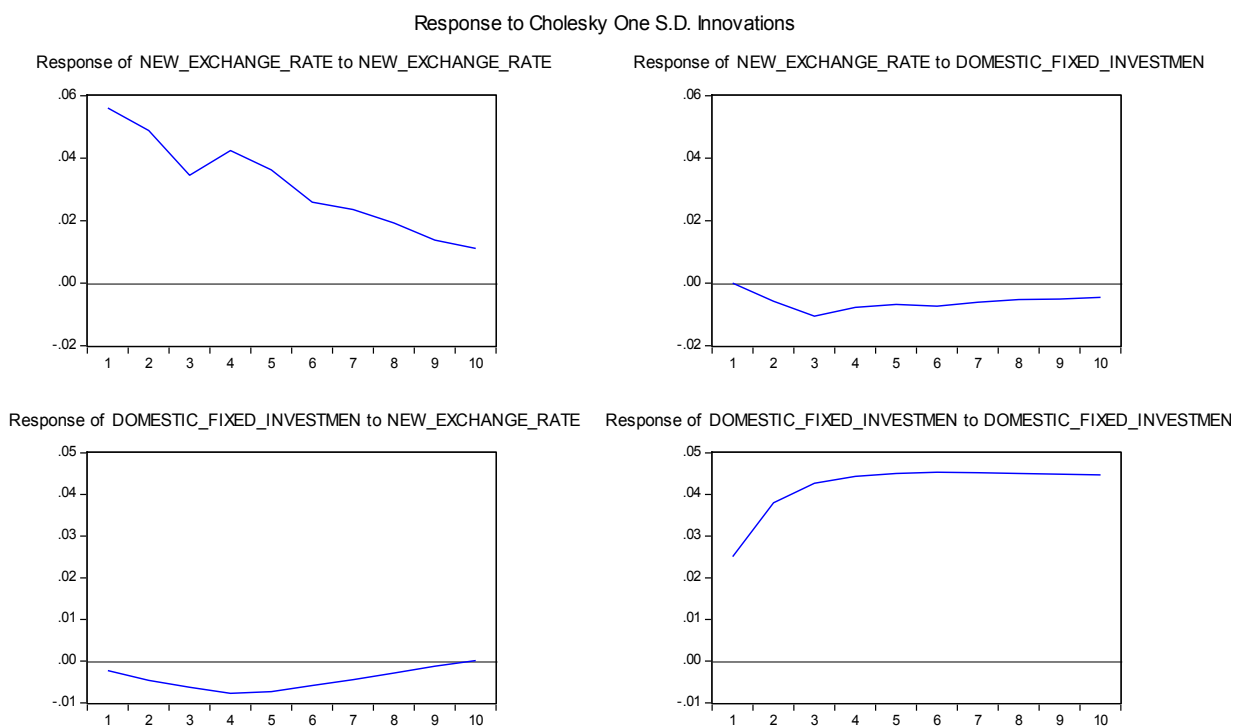 Response to Cholesky One S.D. Innovations
Response of NEW_EXCHANGE_RATE to NEW_EXCHANGE_RATE
.06
.04
.02
.00
-.02
1 2 3 4 5 6 7 8 9 10
Response of NEW_EXCHANGE_RATE to DOMESTIC_FIXED_INVESTMEN
.06
.04
.02
.00
-.02
1 2 3 4 5 6 7 8 9 10
Response of DOMESTIC_FIXED_INVESTMEN to NEW_EXCHANGE_RATE
.05
.04
.03
.02
.01
.00
-.01
1 2 3 4 5 6 7 8 9 10
Response of DOMESTIC_FIXED_INVESTMEN to DOMESTIC_FIXED_INVESTMEN
.05
.04
.03
.02
.01
.00
-.01
1 2 3 4 5 6 7 8 9 10